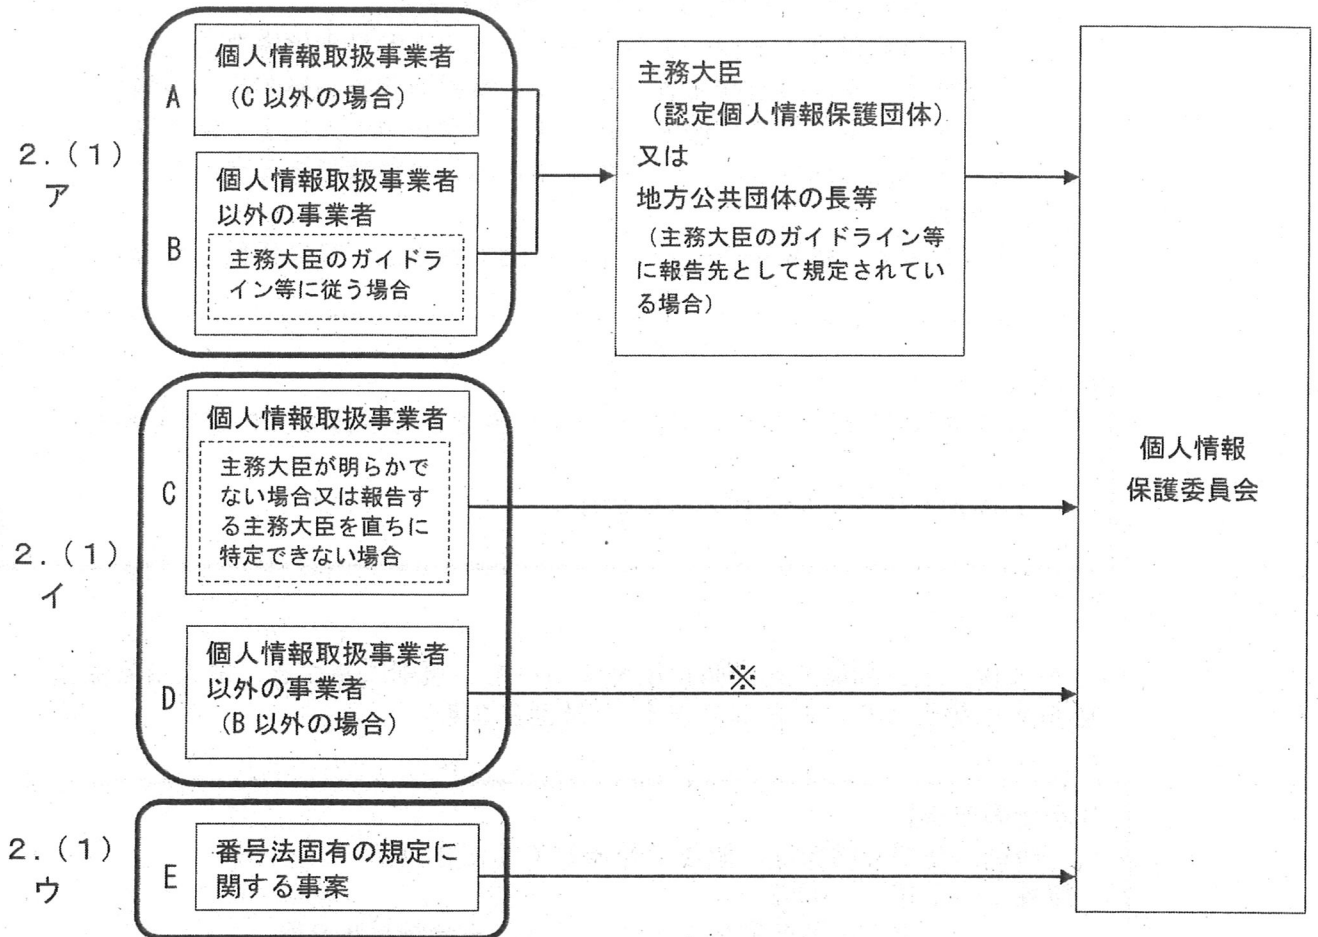 2.(1)
ア
A
個人情報取扱事業者
(C以外の場合)
B
個人情報取扱事業者
以外の事業者
主務大臣のガイドラ
イン等に従う場合
主務大臣
(認定個人情報保護団体)
又は
地方公共団体の長等
(主務大臣のガイドライン等
に報告先として規定されてい
る場合)
個人情報
保護委員会
2.(1)
イ
C
個人情報取扱事業者
主務大臣が明らかで
ない場合又は報告す
る主務大臣を直ちに
特定できない場合
D
個人情報取扱事業者
以外の事業者
(B以外の場合)
※
2.(1)
ウ
E
番号法固有の規定に
関する事案